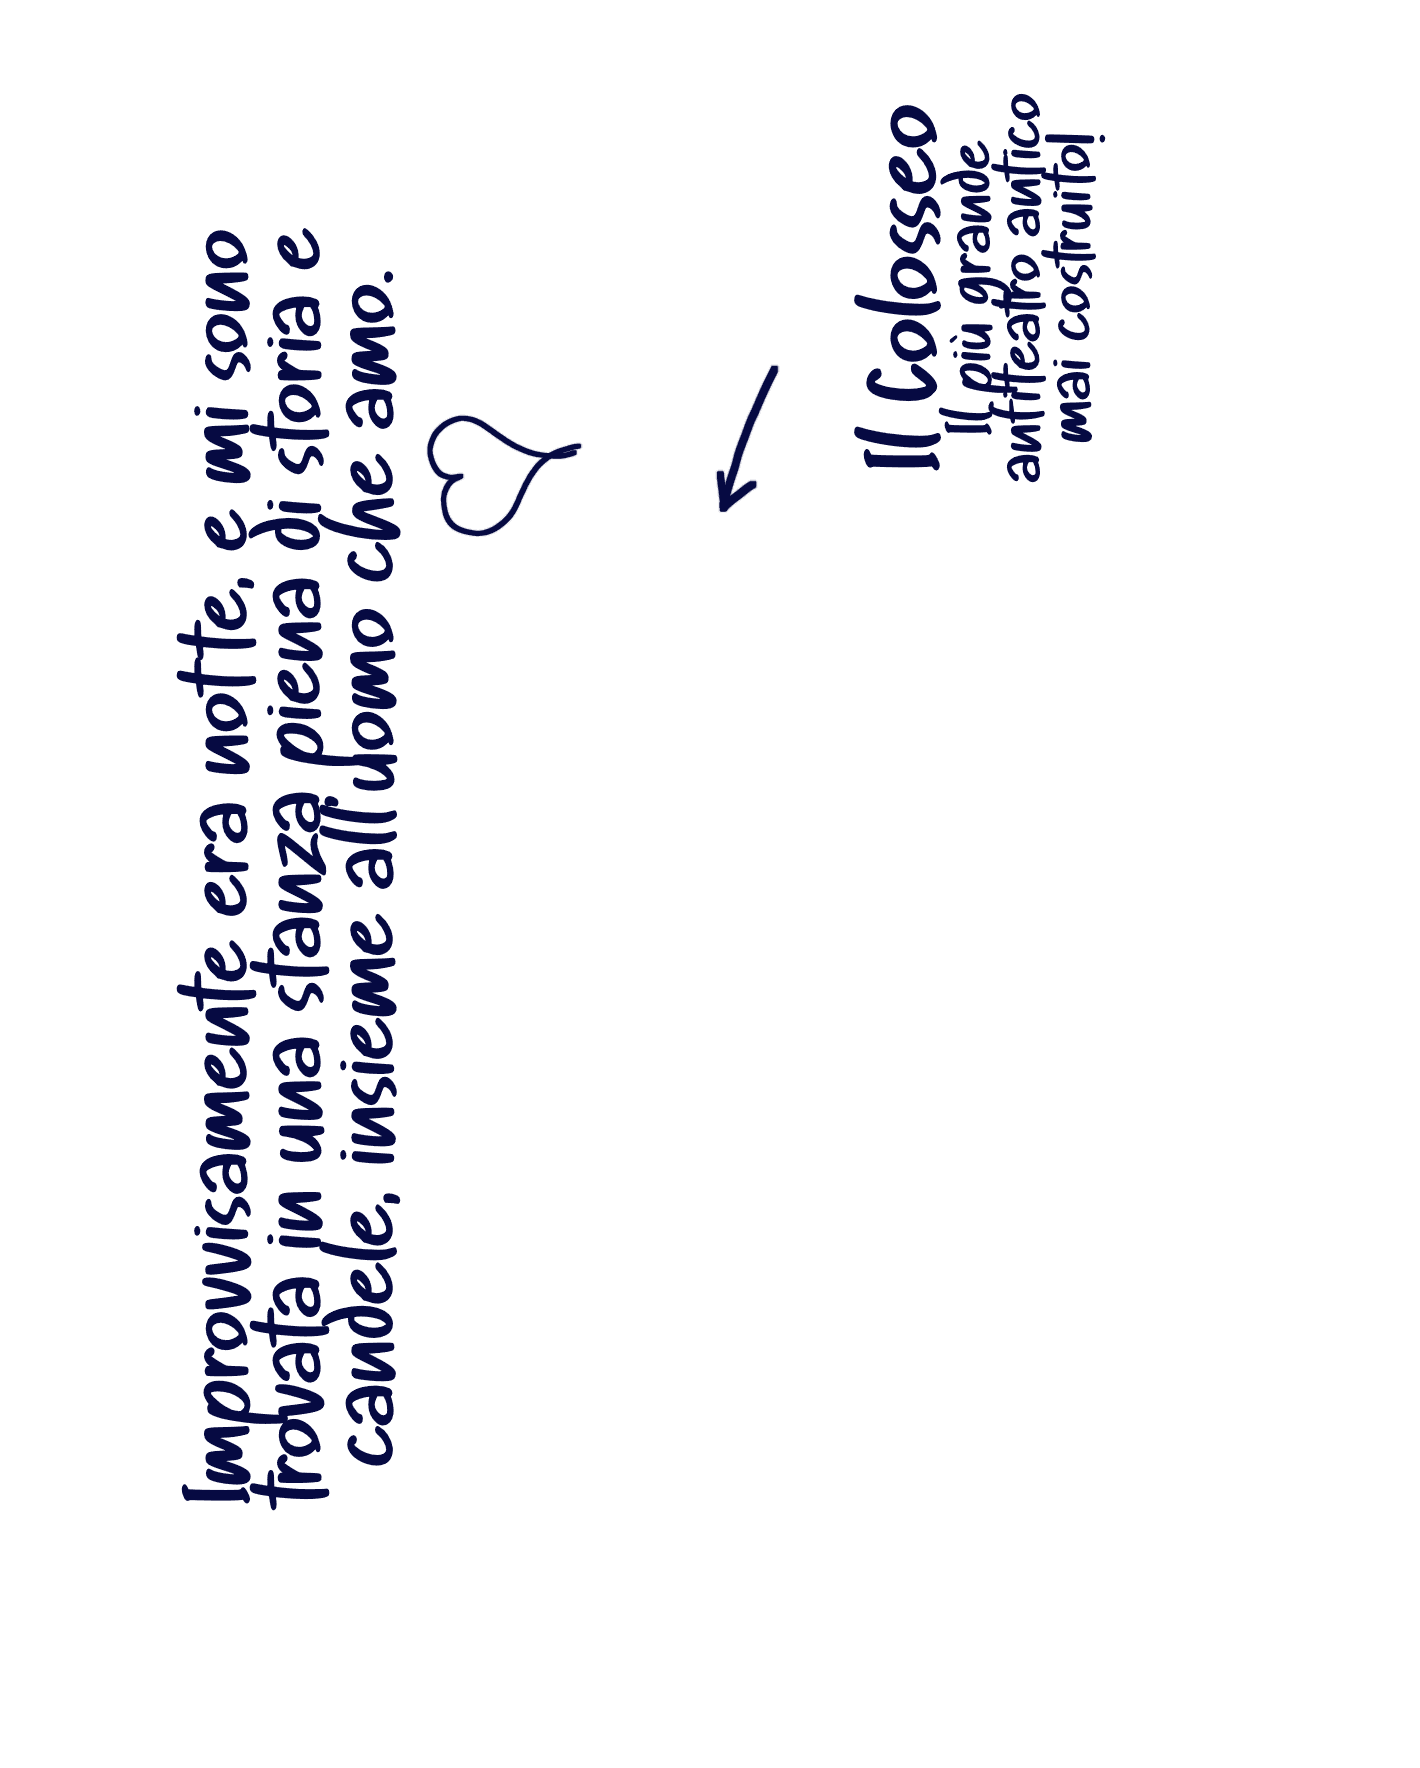 Improvvisamente era notte, e mi sono
trovata in una stanza piena di storia e
candele, insieme all'uomo che amo.
Il Colosseo
Il più grande
anfiteatro antico
mai costruito!